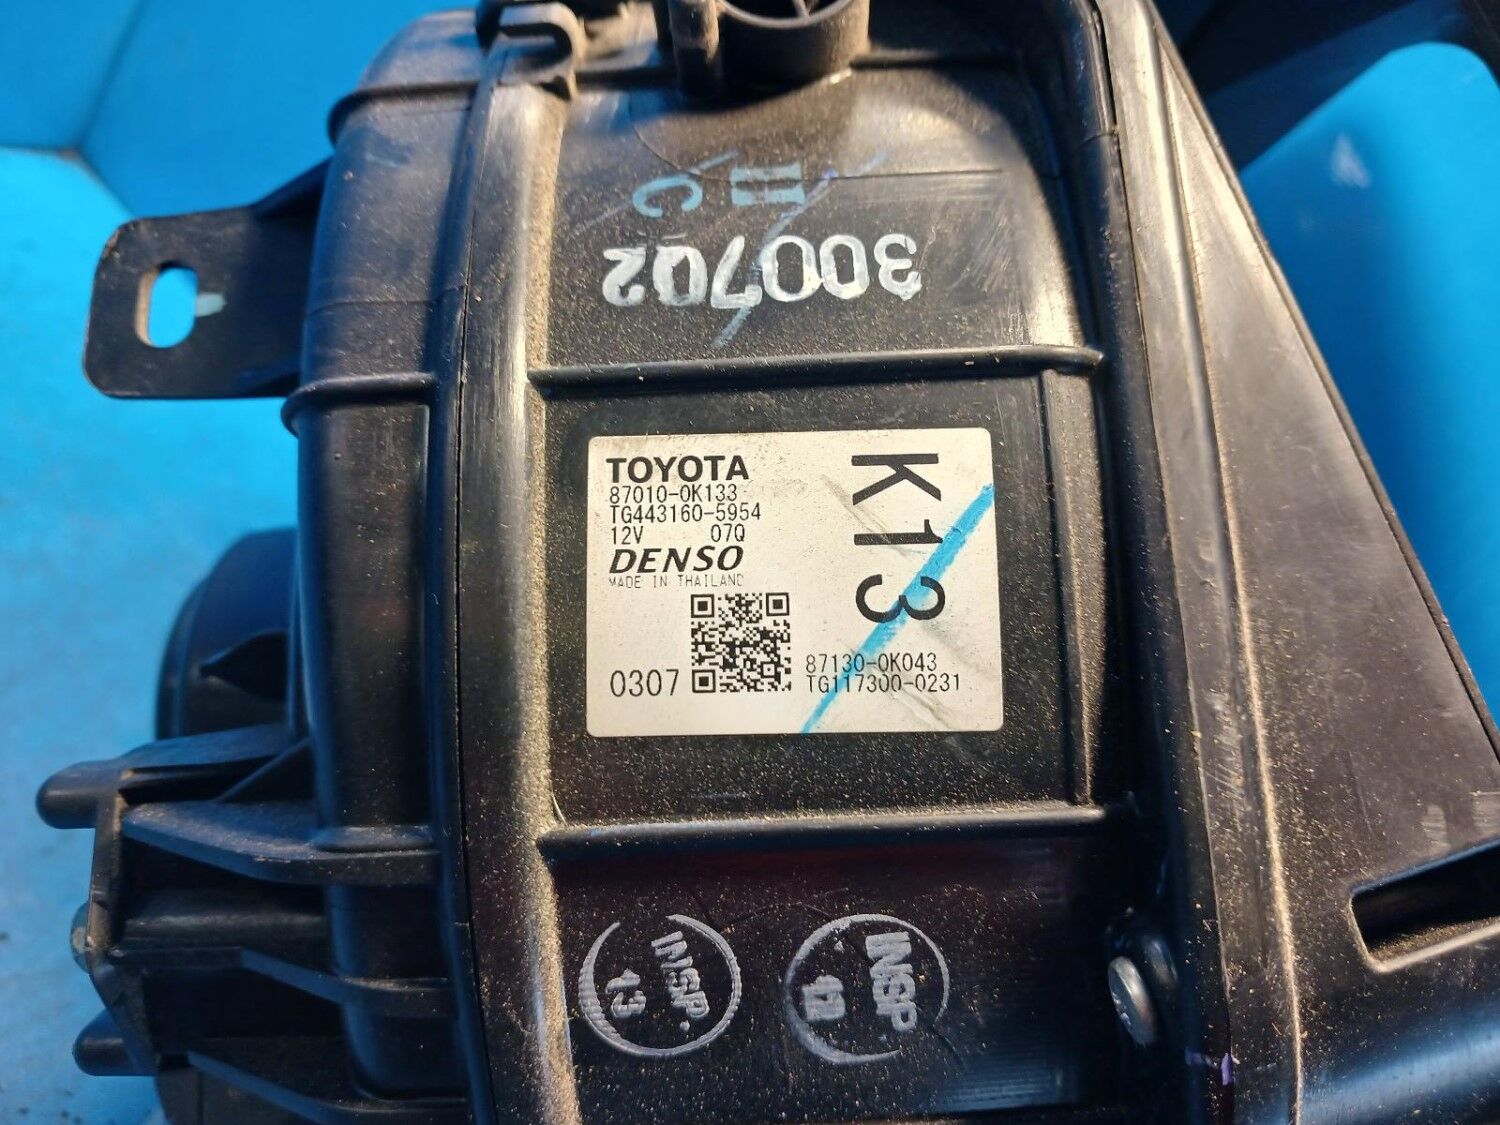 HC
300702
TOYOTA
87010-0K133
TG443160-5954
12V 07Q
DENSO
MADE IN THAILAND
0307
K13
87130-0K043
TG117300-0231
INSP.
13
INSP
12